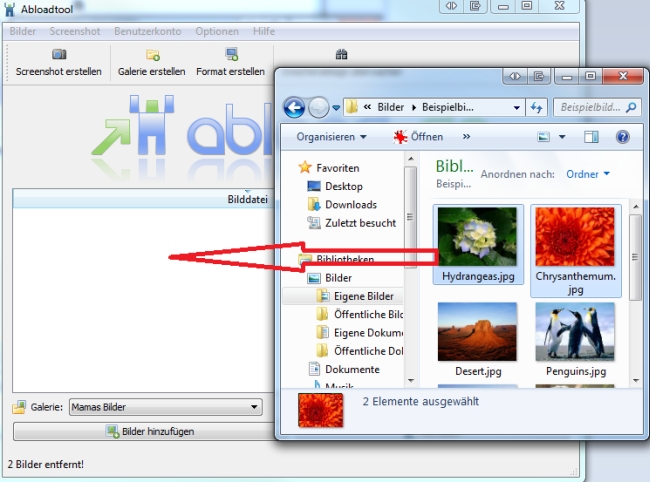 Abloadtool
Bilder Screenshot Benutzerkonto Optionen Hilfe
Screenshot erstellen Galerie erstellen Format erstellen
abl
Bilddatei
Galerie: Mamas Bilder
Bilder hinzufügen
2 Bilder entfernt!
« Bilder Beispielbi...
Beispielbild...
Organisieren Öffnen »
Favoriten
Desktop
Downloads
Zuletzt besucht
Bibliotheken
Bilder
Eigene Bilder
Öffentliche Bil
Eigene Dokume
Öffentliche Do
Dokumente
Musik
Bibl...
Beispi...
Anordnen nach: Ordner
Hydrangeas.jpg
Chrysanthemum.
jpg
Desert.jpg
Penguins.jpg
2 Elemente ausgewählt